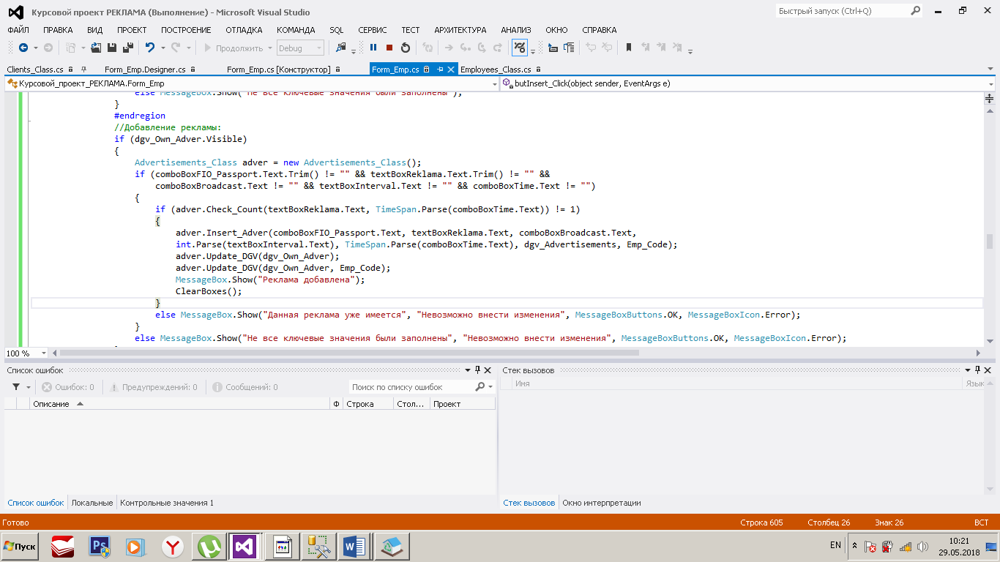 Курсовой проект РЕКЛАМА (Выполнение) - Microsoft Visual Studio
Быстрый запуск (Ctrl+Q)
ФАЙЛ ПРАВКА ВИД ПРОЕКТ ПОСТРОЕНИЕ ОТЛАДКА КОМАНДА SQL СЕРВИС ТЕСТ АРХИТЕКТУРА АНАЛИЗ ОКНО СПРАВКА
Продолжить Debug
Clients_Class.cs Form_Emp.Designer.cs Form_Emp.cs [Конструктор] Form_Emp.cs Employees_Class.cs
Курсовой_проект_РЕКЛАМА.Form_Emp butInsert_Click(object sender, EventArgs e)
else MessageBox.Show("Не все ключевые значения были заполнены");
}
#endregion
//Добавление рекламы:
if (dgv_Own_Adver.Visible)
{
Advertisements_Class adver = new Advertisements_Class();
if (comboBoxFIO_Passport.Text.Trim() != "" && textBoxReklama.Text.Trim() != "" &&
comboBoxBroadcast.Text != "" && textBoxInterval.Text != "" && comboBoxTime.Text != "")
{
if (adver.Check_Count(textBoxReklama.Text, TimeSpan.Parse(comboBoxTime.Text)) != 1)
{
adver.Insert_Adver(comboBoxFIO_Passport.Text, textBoxReklama.Text, comboBoxBroadcast.Text,
int.Parse(textBoxInterval.Text), TimeSpan.Parse(comboBoxTime.Text), dgv_Advertisements, Emp_Code);
adver.Update_DGV(dgv_Own_Adver);
adver.Update_DGV(dgv_Own_Adver, Emp_Code);
MessageBox.Show("Реклама добавлена");
ClearBoxes();
}
else MessageBox.Show("Данная реклама уже имеется", "Невозможно внести изменения", MessageBoxButtons.OK, MessageBoxIcon.Error);
}
else MessageBox.Show("Не все ключевые значения были заполнены", "Невозможно внести изменения", MessageBoxButtons.OK, MessageBoxIcon.Error);
100 %
Список ошибок Стек вызовов
Ошибок: 0 Предупреждений: 0 Сообщений: 0 Поиск по списку ошибок
Имя Язык
Описание Ф Строка Стол... Проект
Список ошибок Локальные Контрольные значения 1 Стек вызовов Окно интерпретации
Готово Строка 605 Столбец 26 Знак 26 ВСТ
Пуск Ps W EN 10:21
29.05.2018